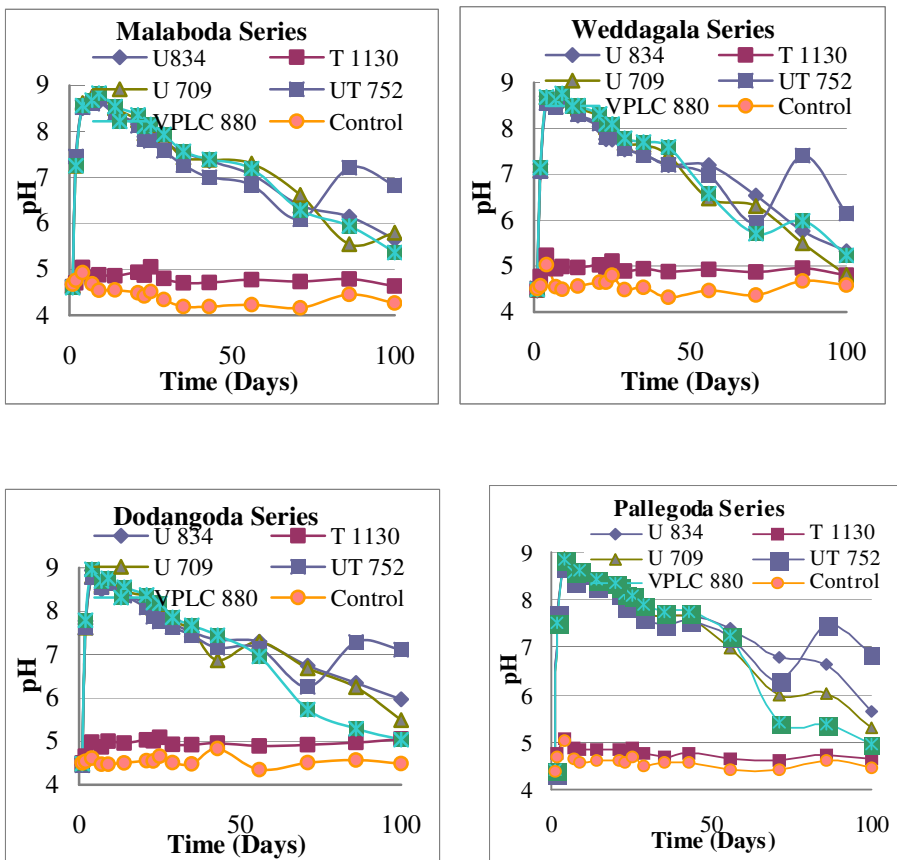 Malaboda Series
U834 T 1130
U 709 UT 752
VPLC 880 Control
9
8
7
6
5
4
pH
0 50 100
Time (Days)
Weddagala Series
U 834 T 1130
U 709 UT 752
VPLC 880 Control
9
8
7
6
5
4
pH
0 50 100
Time (Days)
Dodangoda Series
U 834 T 1130
U 709 UT 752
VPLC 880 Control
9
8
7
6
5
4
pH
0 50 100
Time (Days)
Pallegoda Series
U 834 T 1130
U 709 UT 752
VPLC 880 Control
9
8
7
6
5
4
pH
0 50 100
Time (Days)